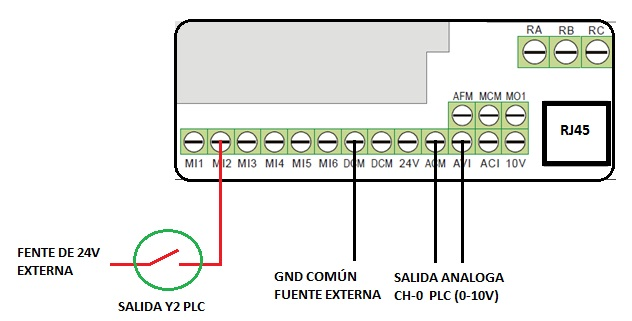 RA RB RC
AFM MCM MO1
RJ45
MI1 MI2 MI3 MI4 MI5 MI6 DCM DCM 24V ACM AVI ACI 10V
FENTE DE 24V
EXTERNA
GND COMÚN
FUENTE EXTERNA
SALIDA ANALOGA
CH-0 PLC (0-10V)
SALIDA Y2 PLC